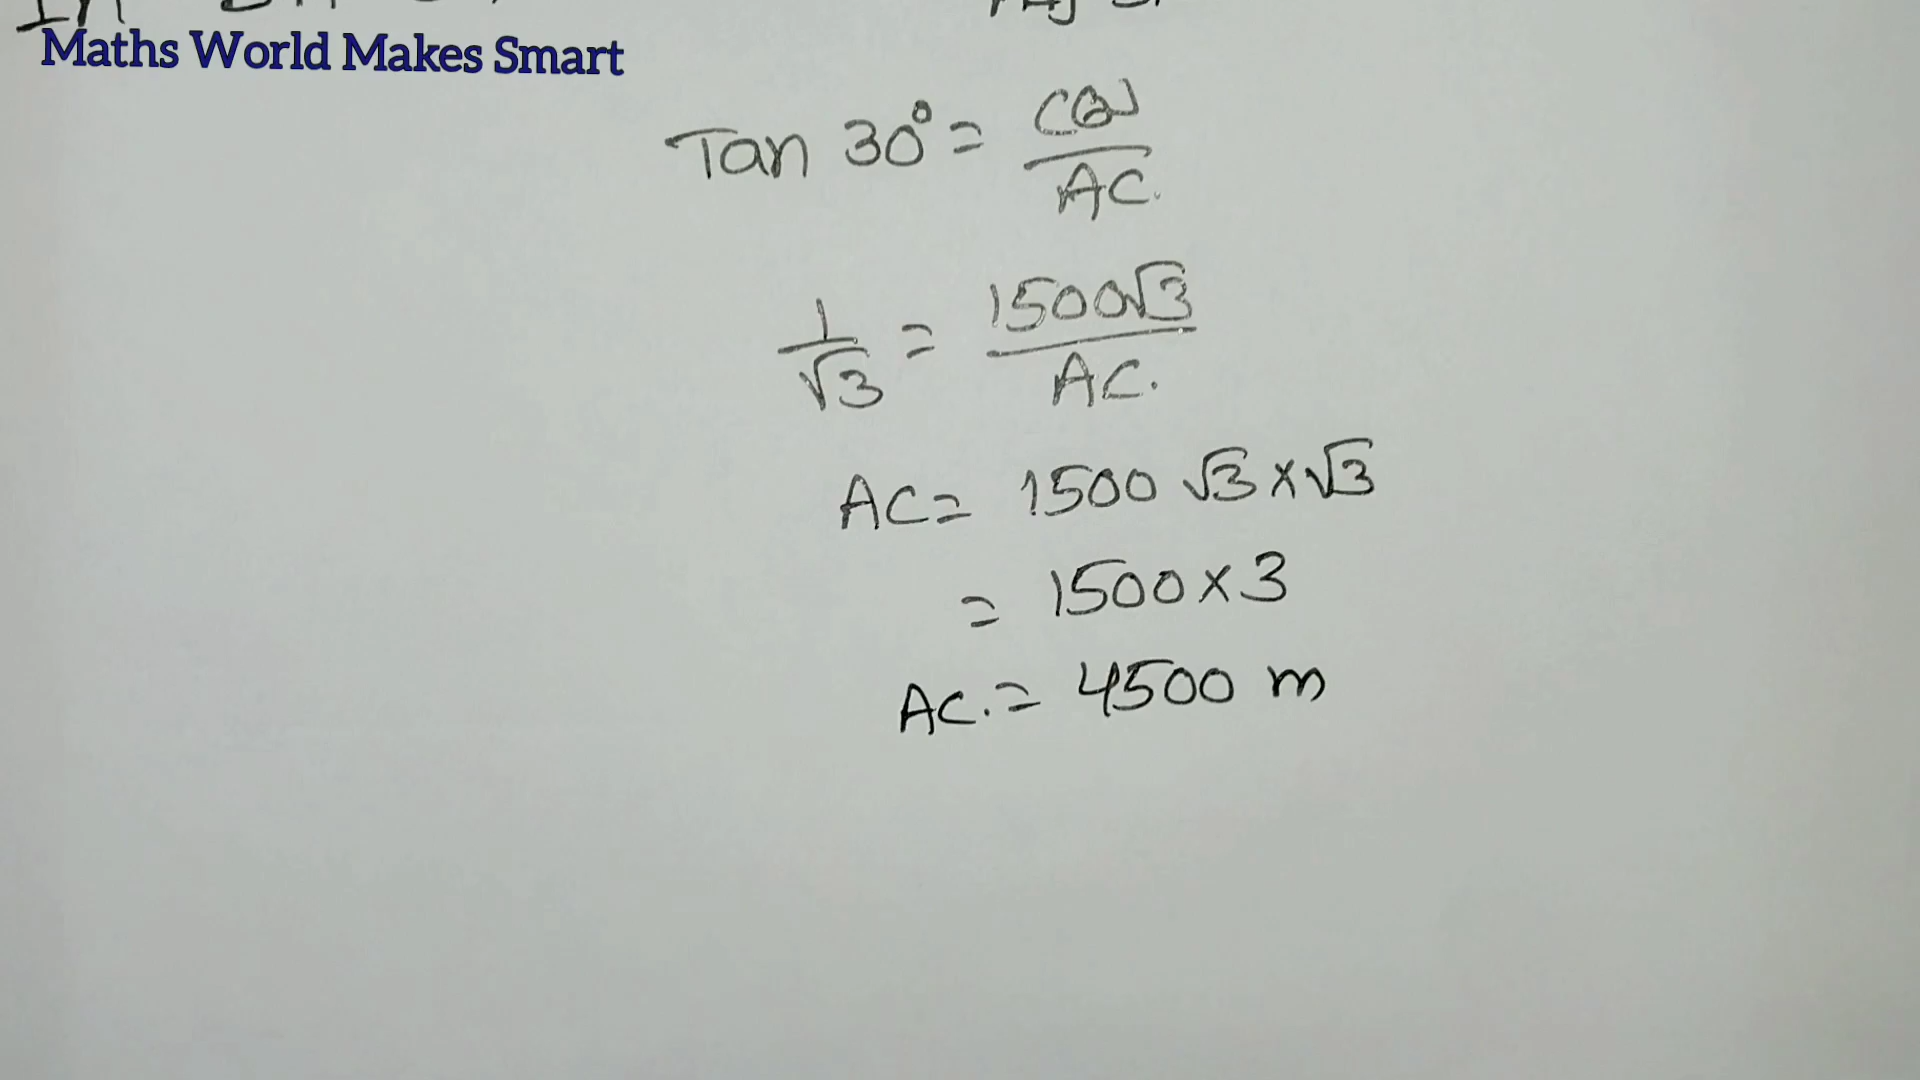 Maths World Makes Smart
Tan 30° = 
AC.
1/√3 = 1500√3/AC.
AC = 1500 √3 × √3
= 1500 × 3
AC. = 4500 m